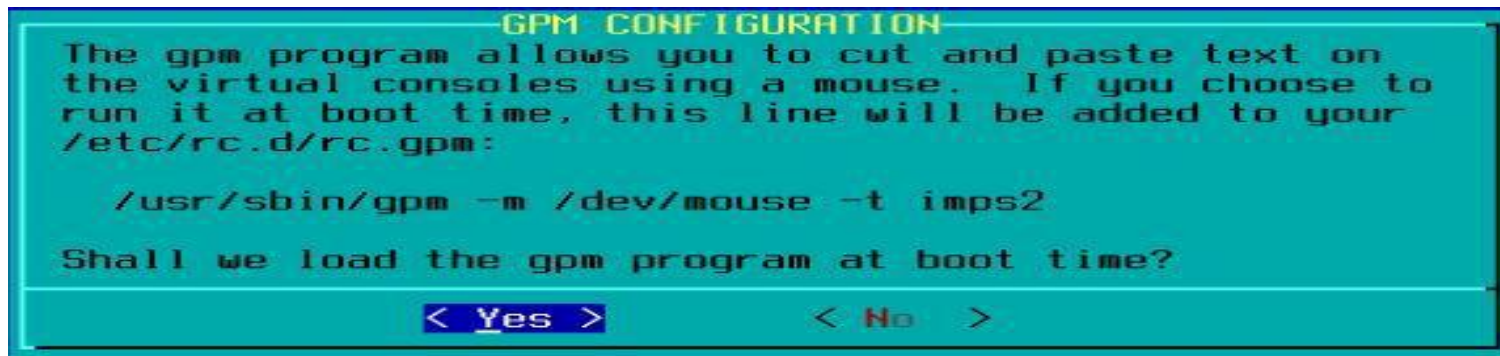 GPM CONFIGURATION
The gpm program allows you to cut and paste text on
the virtual consoles using a mouse.  If you choose to
run it at boot time, this line will be added to your
/etc/rc.d/rc.gpm:
/usr/sbin/gpm -m /dev/mouse -t imps2
Shall we load the gpm program at boot time?
< Yes > < No >